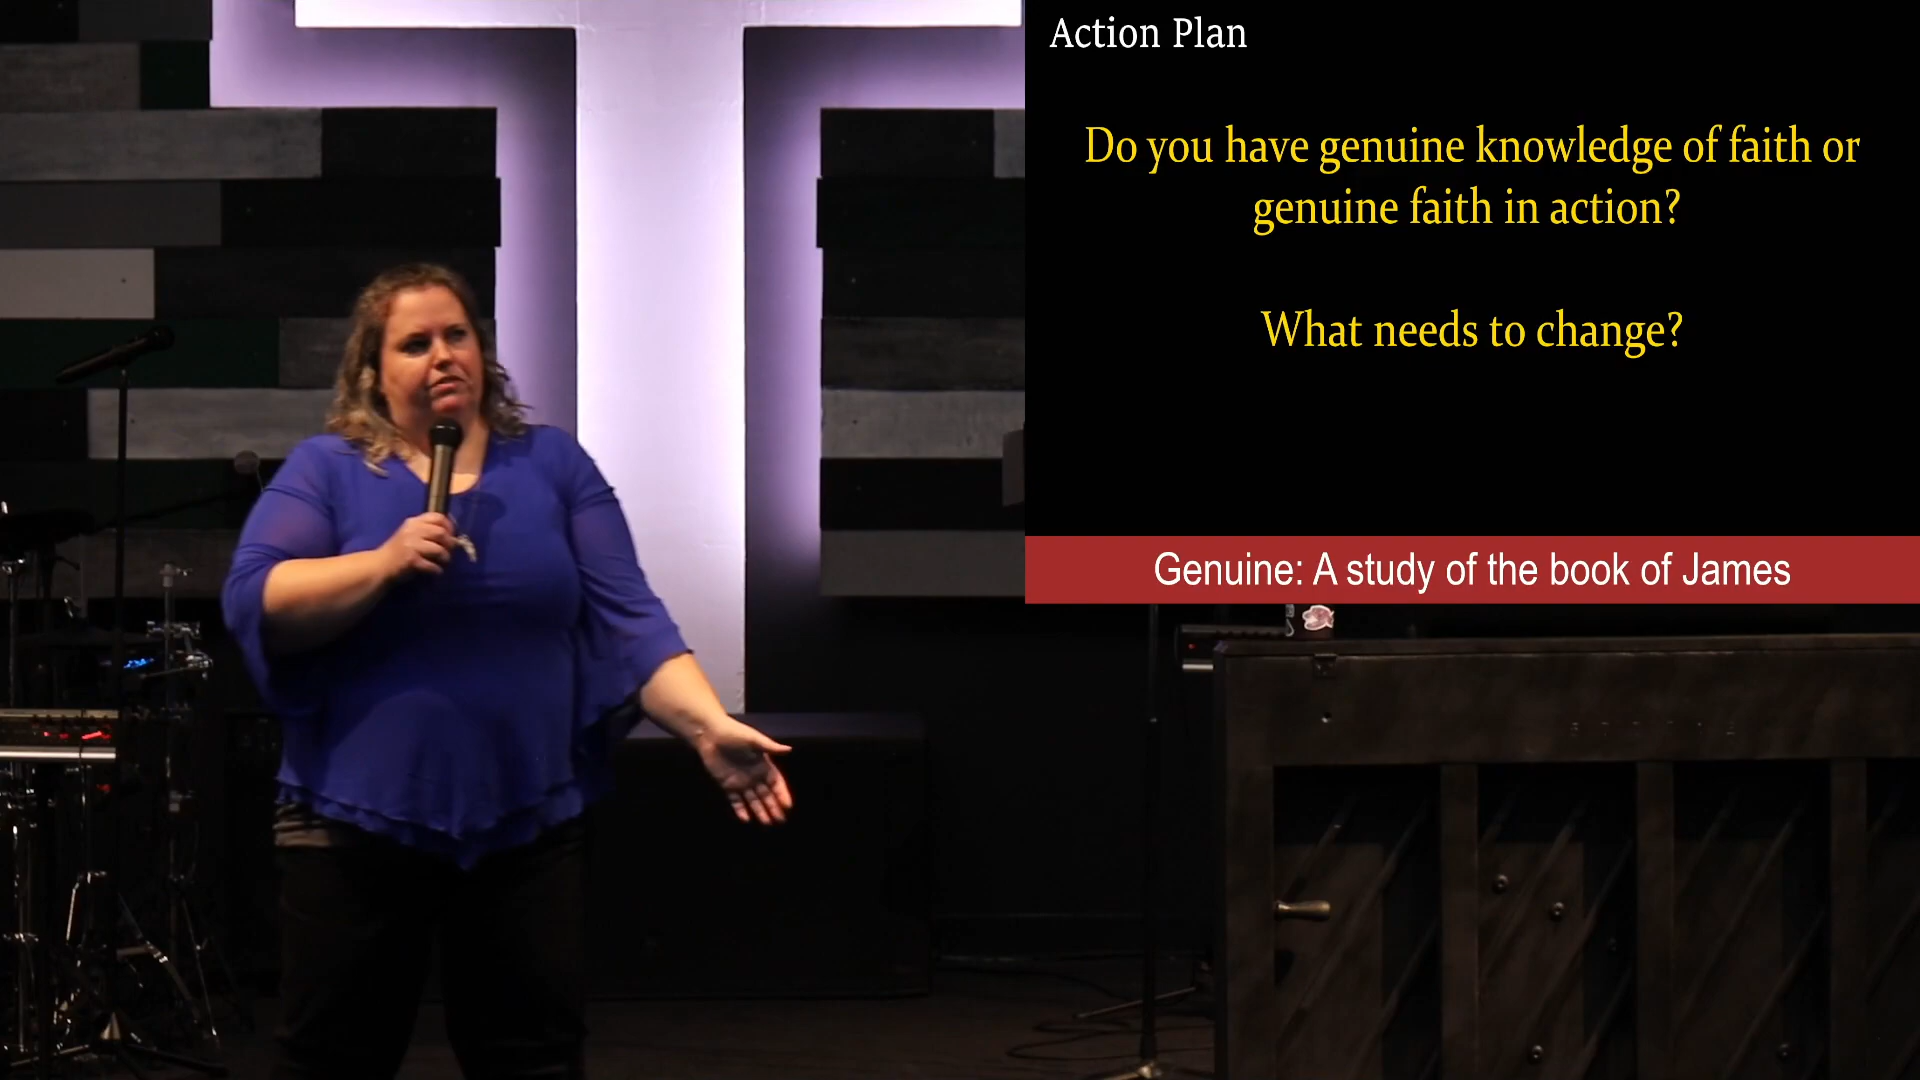 Action Plan
Do you have genuine knowledge of faith or
genuine faith in action?
What needs to change?
Genuine: A study of the book of James